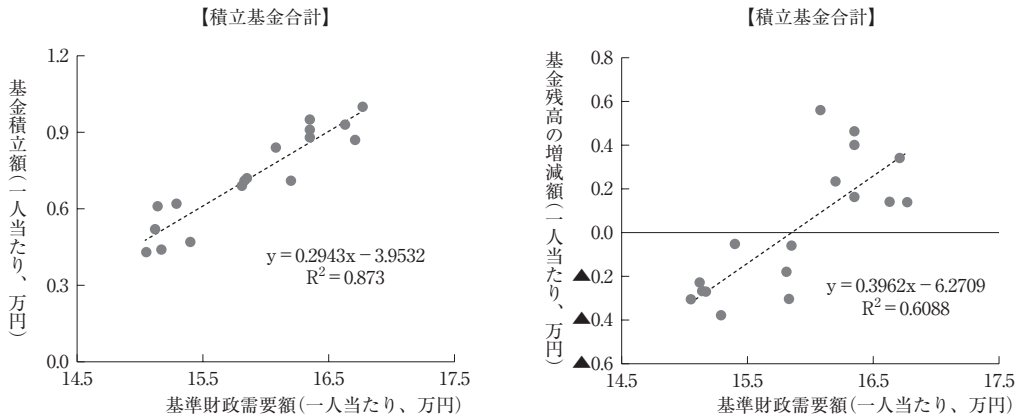 【積立基金合計】
基金積立額（一人当たり、万円）
1.2
0.9
0.6
0.3
0.0
14.5 15.5 16.5 17.5
y=0.2943x−3.9532
R²=0.873
基準財政需要額(一人当たり、万円)
【積立基金合計】
基金残高の増減額（一人当たり、万円）
0.8
0.6
0.4
0.2
0.0
▲ 0.2
▲ 0.4
▲ 0.6
14.5 15.5 16.5 17.5
y=0.3962x−6.2709
R²=0.6088
基準財政需要額(一人当たり、万円)